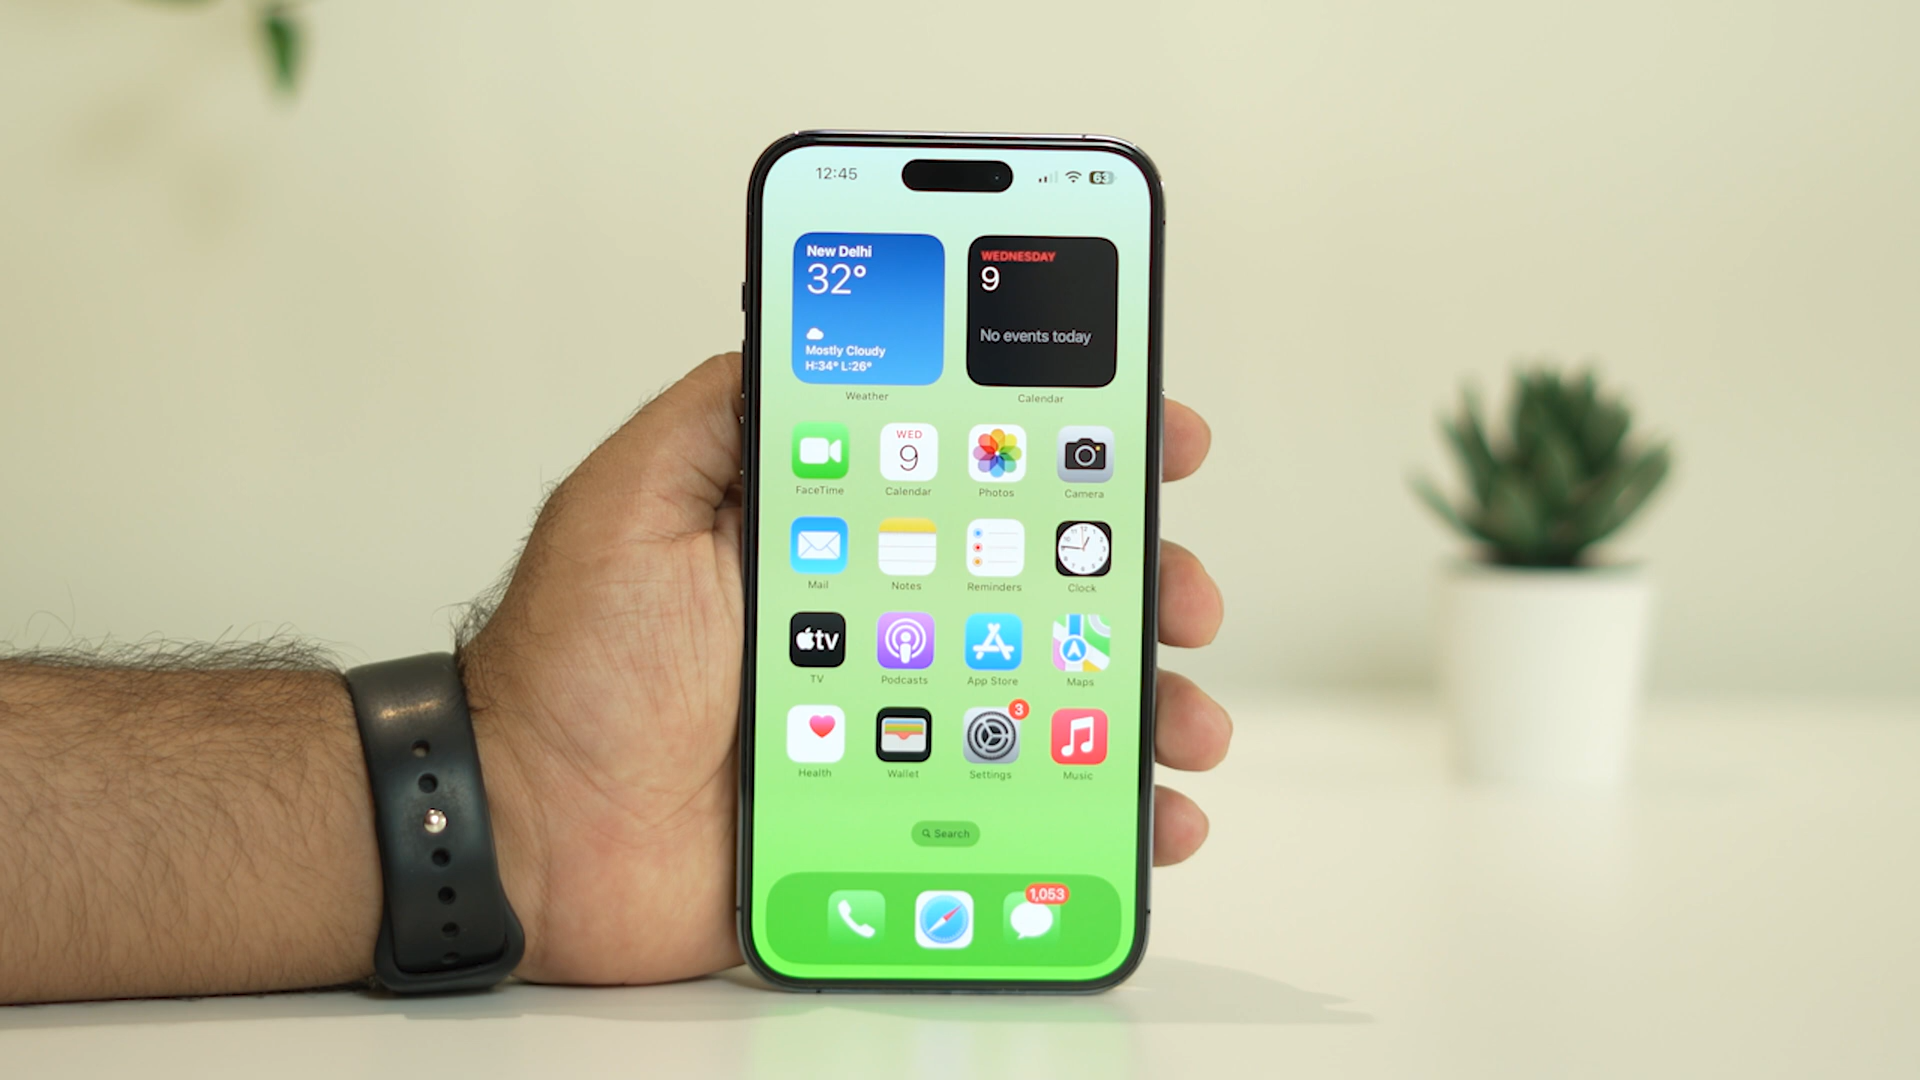 12:45
63
New Delhi
32°
Mostly Cloudy
H:34° L:26°
Weather
WEDNESDAY
9
No events today
Calendar
WED
9
FaceTime
Calendar
Photos
Camera
Mail
Notes
Reminders
Clock
tv
TV
Podcasts
App Store
Maps
3
Health
Wallet
Settings
Music
Search
1,053